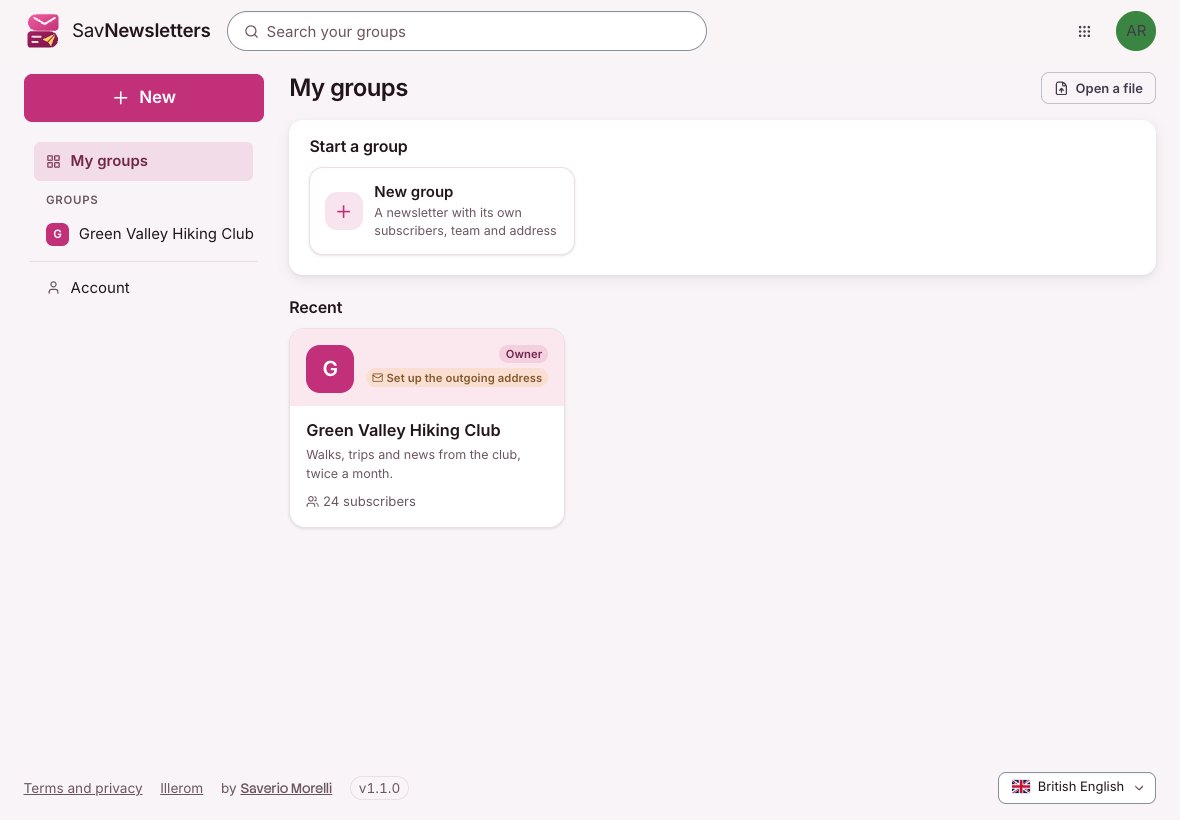 SavNewsletters
Search your groups
AR
New
My groups
GROUPS
G
Green Valley Hiking Club
Account
My groups
Open a file
Start a group
New group
A newsletter with its own
subscribers, team and address
Recent
G
Owner
Set up the outgoing address
Green Valley Hiking Club
Walks, trips and news from the club,
twice a month.
24 subscribers
Terms and privacy
Illerom
by Saverio Morelli
v1.1.0
British English